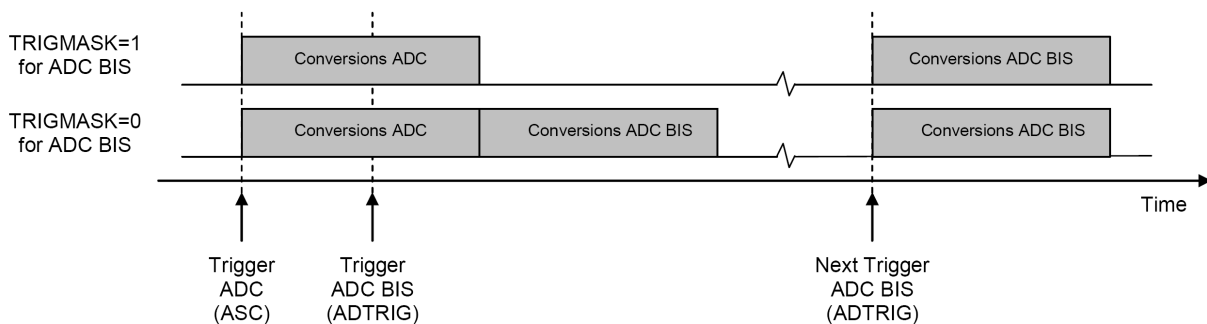 TRIGMASK=1
for ADC BIS
Conversions ADC
Conversions ADC BIS
TRIGMASK=0
for ADC BIS
Conversions ADC
Conversions ADC BIS
Conversions ADC BIS
Time
Trigger
ADC
(ASC)
Trigger
ADC BIS
(ADTRIG)
Next Trigger
ADC BIS
(ADTRIG)